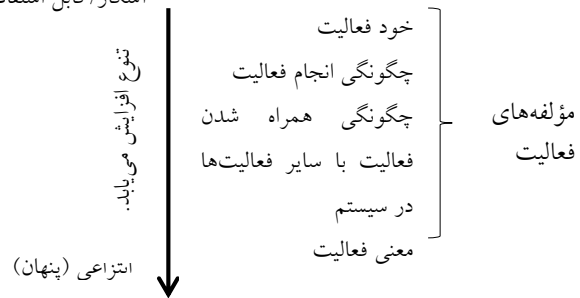 خود فعالیت
چگونگی انجام فعالیت
چگونگی همراه شدن
فعالیت با سایر فعالیت‌ها
در سیستم
معنی فعالیت
مؤلفه‌های
فعالیت
تنوع افزایش می‌یابد.
انتزاعی (پنهان)